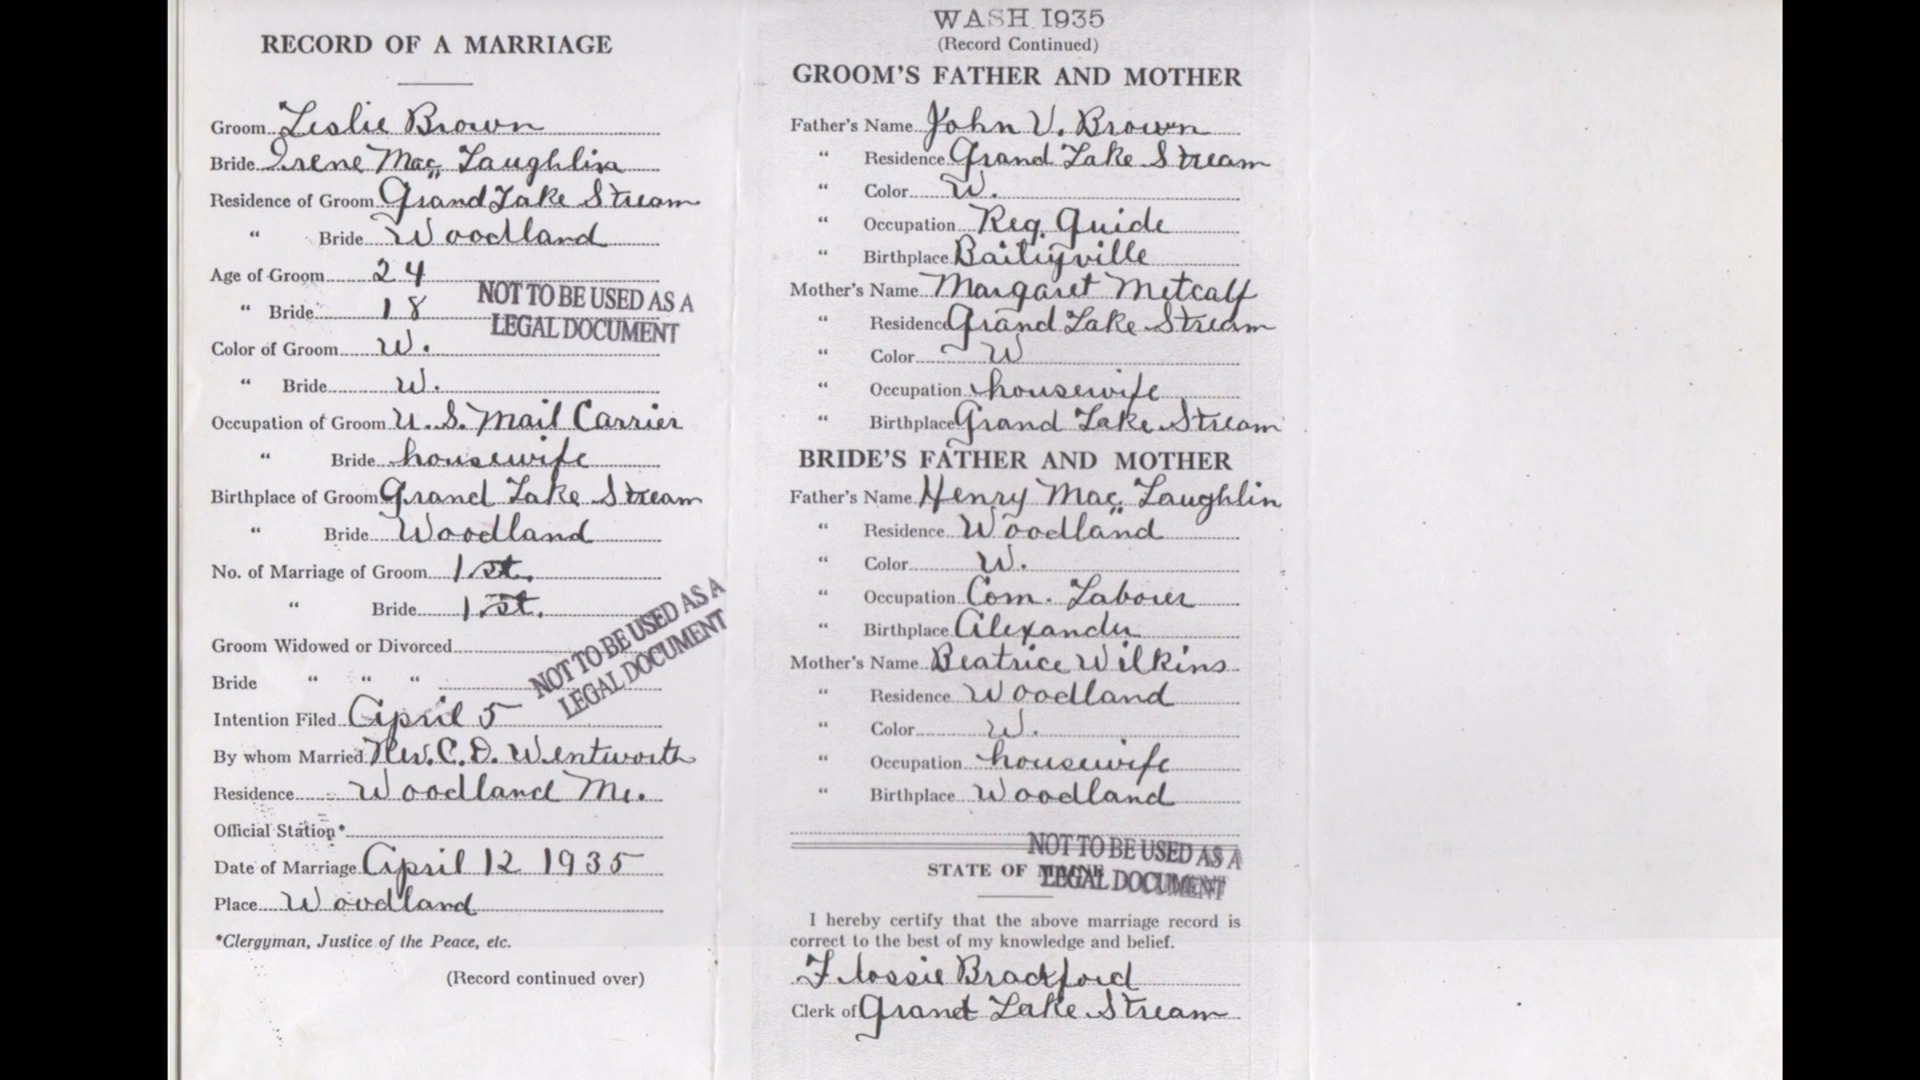 RECORD OF A MARRIAGE
Groom Leslie Brown
Bride Irene Mac Laughlin
Residence of Groom Grand Lake Stream
" Bride Woodland
Age of Groom 24
" Bride 18
NOT TO BE USED AS A
LEGAL DOCUMENT
Color of Groom W.
" Bride W.
Occupation of Groom U.S. Mail Carrier
" Bride housewife
Birthplace of Groom Grand Lake Stream
" Bride Woodland
No. of Marriage of Groom 1st.
" Bride 1st.
NOT TO BE USED AS A
LEGAL DOCUMENT
Groom Widowed or Divorced
Bride " " "
Intention Filed April 5
By whom Married Rev. C. D. Wentworth
Residence Woodland Me.
Official Station*
Date of Marriage April 12 1935
Place Woodland
*Clergyman, Justice of the Peace, etc.
(Record continued over)
WASH 1935
(Record Continued)
GROOM'S FATHER AND MOTHER
Father's Name John V. Brown
" Residence Grand Lake Stream
" Color W.
" Occupation Reg. Guide
" Birthplace Baileyville
Mother's Name Margaret Metcalf
" Residence Grand Lake Stream
" Color W
" Occupation housewife
" Birthplace Grand Lake Stream
BRIDE'S FATHER AND MOTHER
Father's Name Henry Mac Laughlin
" Residence Woodland
" Color W.
" Occupation Com. Laborer
" Birthplace Alexander
Mother's Name Beatrice Wilkins
" Residence Woodland
" Color W.
" Occupation housewife
" Birthplace Woodland
NOT TO BE USED AS A
LEGAL DOCUMENT
STATE OF MAINE
I hereby certify that the above marriage record is
correct to the best of my knowledge and belief.
Flossie Brackford
Clerk of Grand Lake Stream